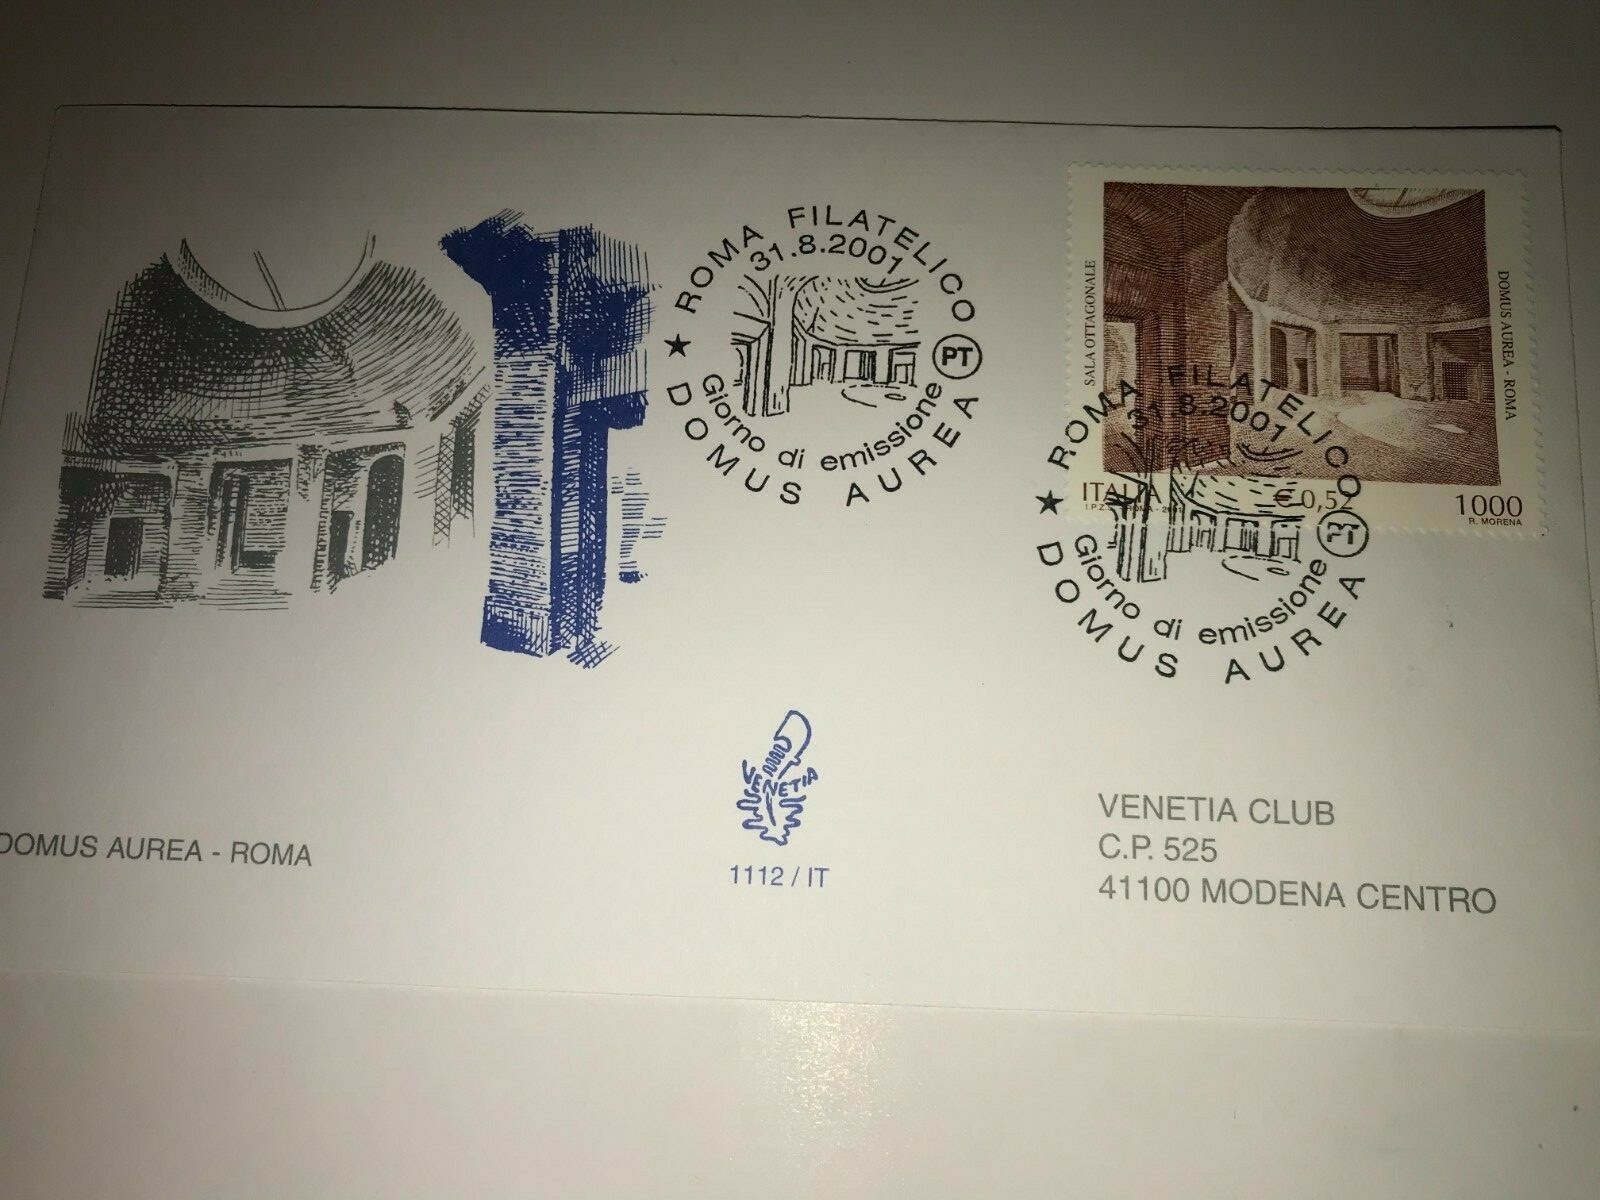 ROMA FILATELICO
31.8.2001
PT
Giorno di emissione
★ DOMUS AUREA
SALA OTTAGONALE
DOMUS AUREA - ROMA
ITALIA
€ 0,52
1000
R. MORENA
ROMA FILATELICO
31.8.2001
PT
Giorno di emissione
★ DOMUS AUREA
VENETIA
1112 / IT
DOMUS AUREA - ROMA
VENETIA CLUB
C.P. 525
41100 MODENA CENTRO